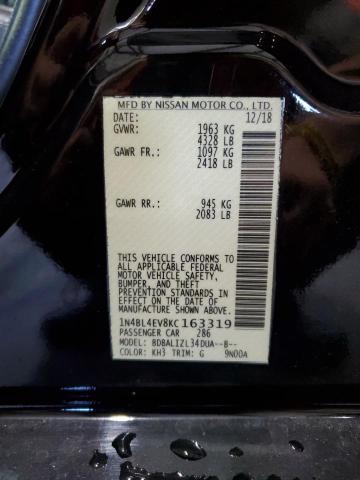 MFD BY NISSAN MOTOR CO., LTD.
DATE: 12/18
GVWR: 1963 KG
4328 LB
GAWR FR.: 1097 KG
2418 LB
GAWR RR.: 945 KG
2083 LB
THIS VEHICLE CONFORMS TO
ALL APPLICABLE FEDERAL
MOTOR VEHICLE SAFETY,
BUMPER, AND THEFT
PREVENTION STANDARDS IN
EFFECT ON THE DATE OF
MANUFACTURE SHOWN ABOVE.
1N4BL4EV8KC163319
PASSENGER CAR 286
MODEL: BDBALIZL34DUA--B--
COLOR: KH3 TRIM: G 9N00A